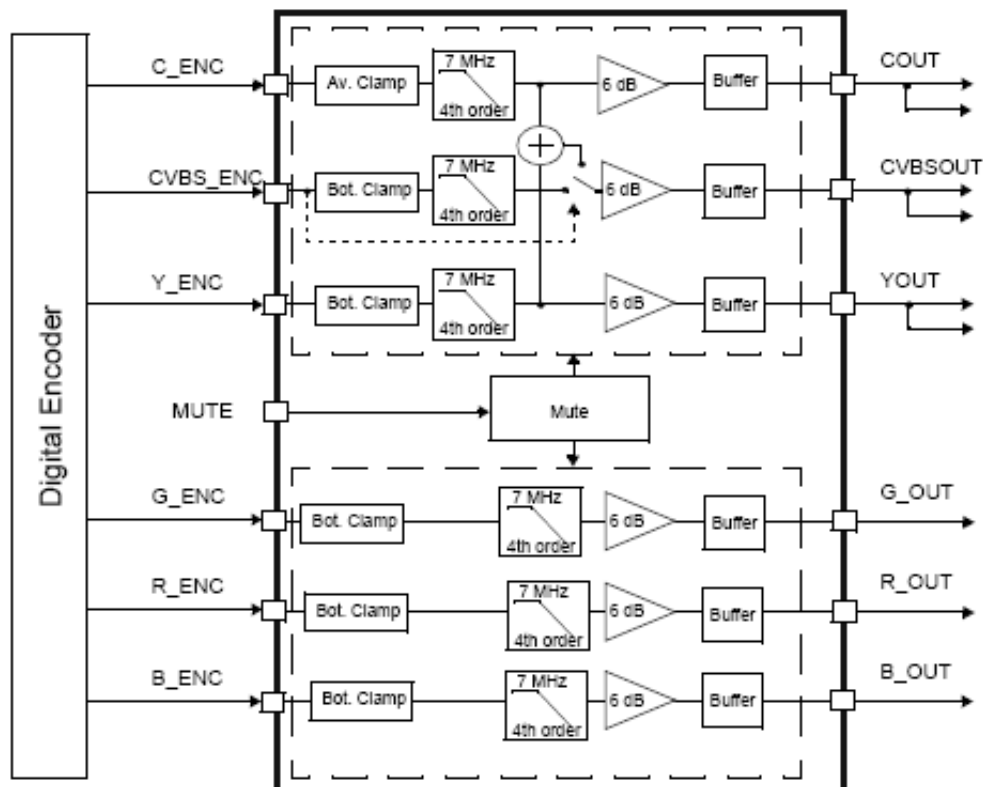 Digital Encoder
C_ENC
Av. Clamp
7 MHz
4th order
6 dB
Buffer
COUT
+
CVBS_ENC
Bot. Clamp
7 MHz
4th order
6 dB
Buffer
CVBSOUT
Y_ENC
Bot. Clamp
7 MHz
4th order
6 dB
Buffer
YOUT
MUTE
Mute
G_ENC
Bot. Clamp
7 MHz
4th order
6 dB
Buffer
G_OUT
R_ENC
Bot. Clamp
7 MHz
4th order
6 dB
Buffer
R_OUT
B_ENC
Bot. Clamp
7 MHz
4th order
6 dB
Buffer
B_OUT